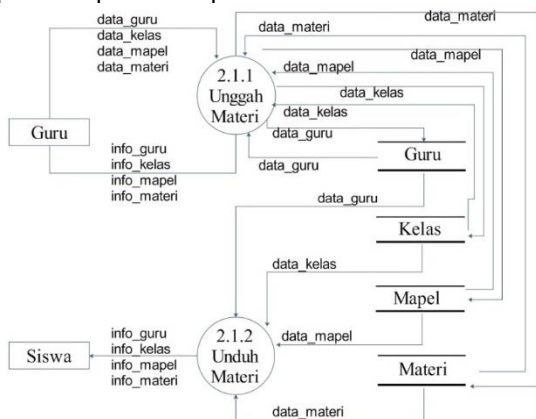 data_guru
data_kelas
data_mapel
data_materi
data_materi
data_materi
data_mapel
data_mapel
data_kelas
data_kelas
data_guru
2.1.1
Unggah
Materi
Guru
info_guru
info_kelas
info_mapel
info_materi
data_guru
Guru
data_guru
Kelas
data_kelas
Mapel
data_mapel
2.1.2
Unduh
Materi
Siswa
info_guru
info_kelas
info_mapel
info_materi
Materi
data_materi